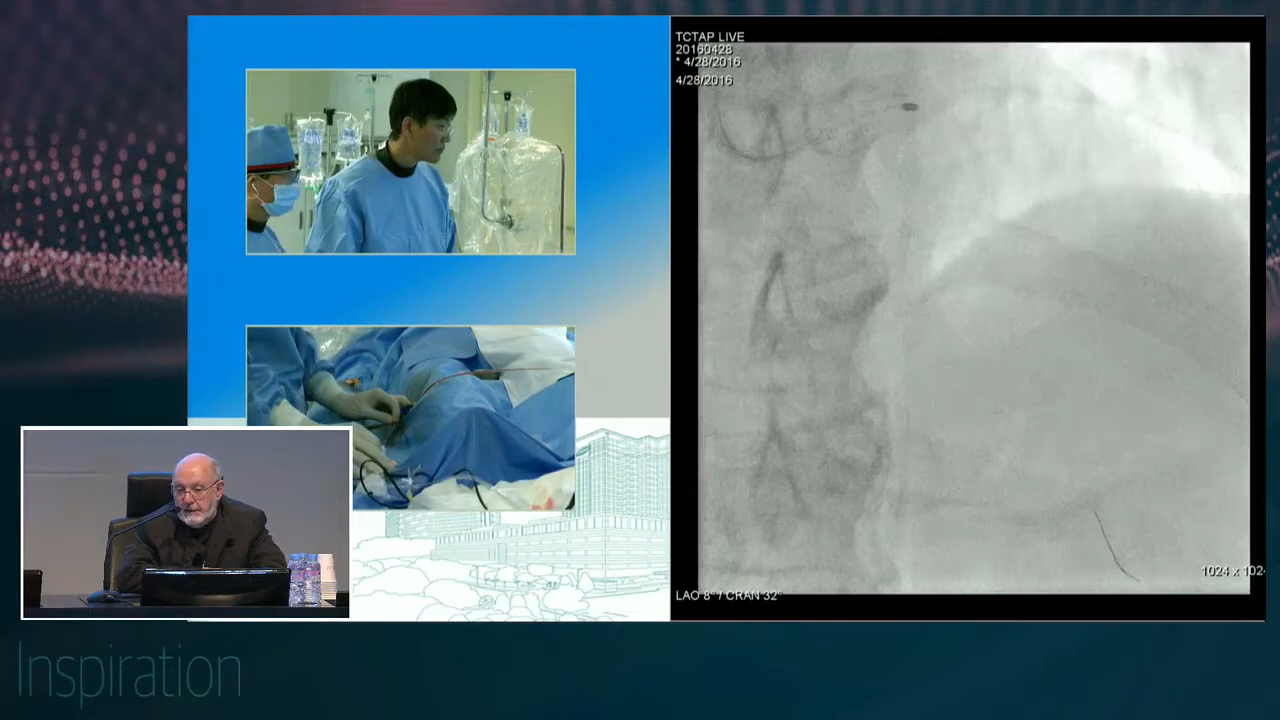 TCTAP LIVE
20160428
* 4/28/2016
4/28/2016
1024 x 102
LAO 8° / CRAN 32°
Inspiration